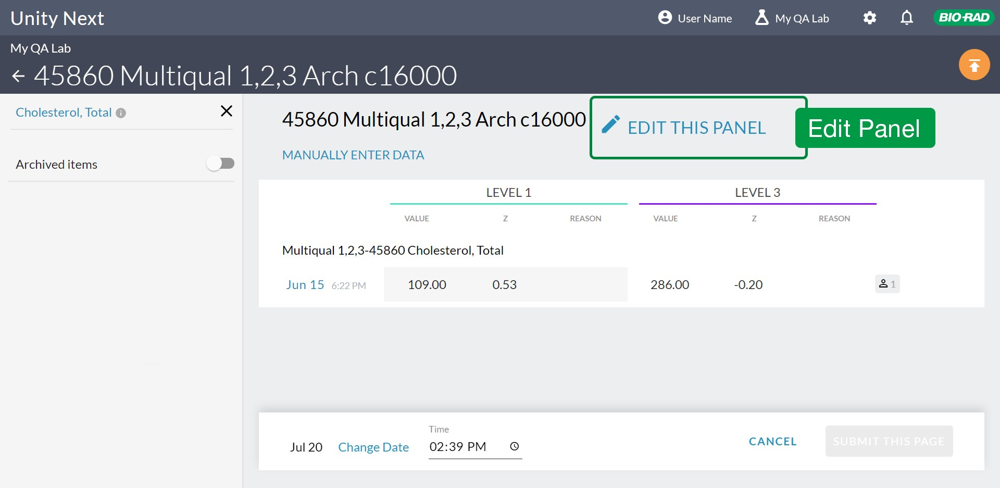 Unity Next
User Name
My QA Lab
BIO-RAD
My QA Lab
45860 Multiqual 1,2,3 Arch c16000
Cholesterol, Total
Archived items
45860 Multiqual 1,2,3 Arch c16000
EDIT THIS PANEL
Edit Panel
MANUALLY ENTER DATA
LEVEL 1 LEVEL 3
VALUE Z REASON VALUE Z REASON
Multiqual 1,2,3-45860 Cholesterol, Total
Jun 15 6:22 PM 109.00 0.53 286.00 -0.20 1
Time
Jul 20 Change Date 02:39 PM
CANCEL
SUBMIT THIS PAGE